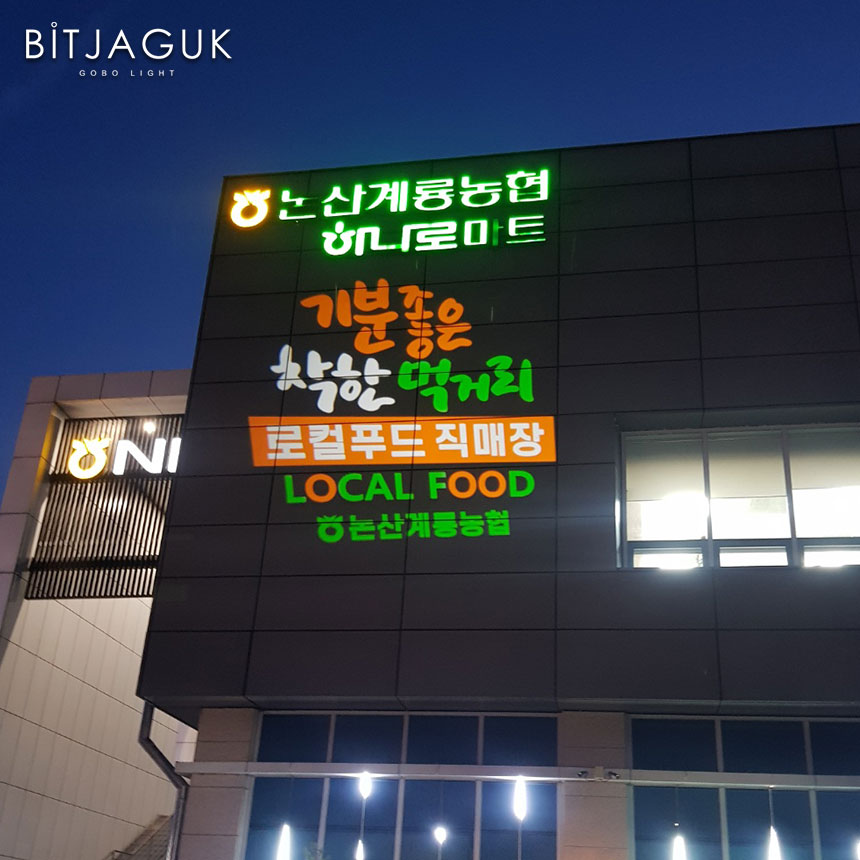 BITJAGUK
GOBO LIGHT
논산계룡농협
하나로마트
기분좋은
착한 먹거리
로컬푸드 직매장
LOCAL FOOD
논산계룡농협